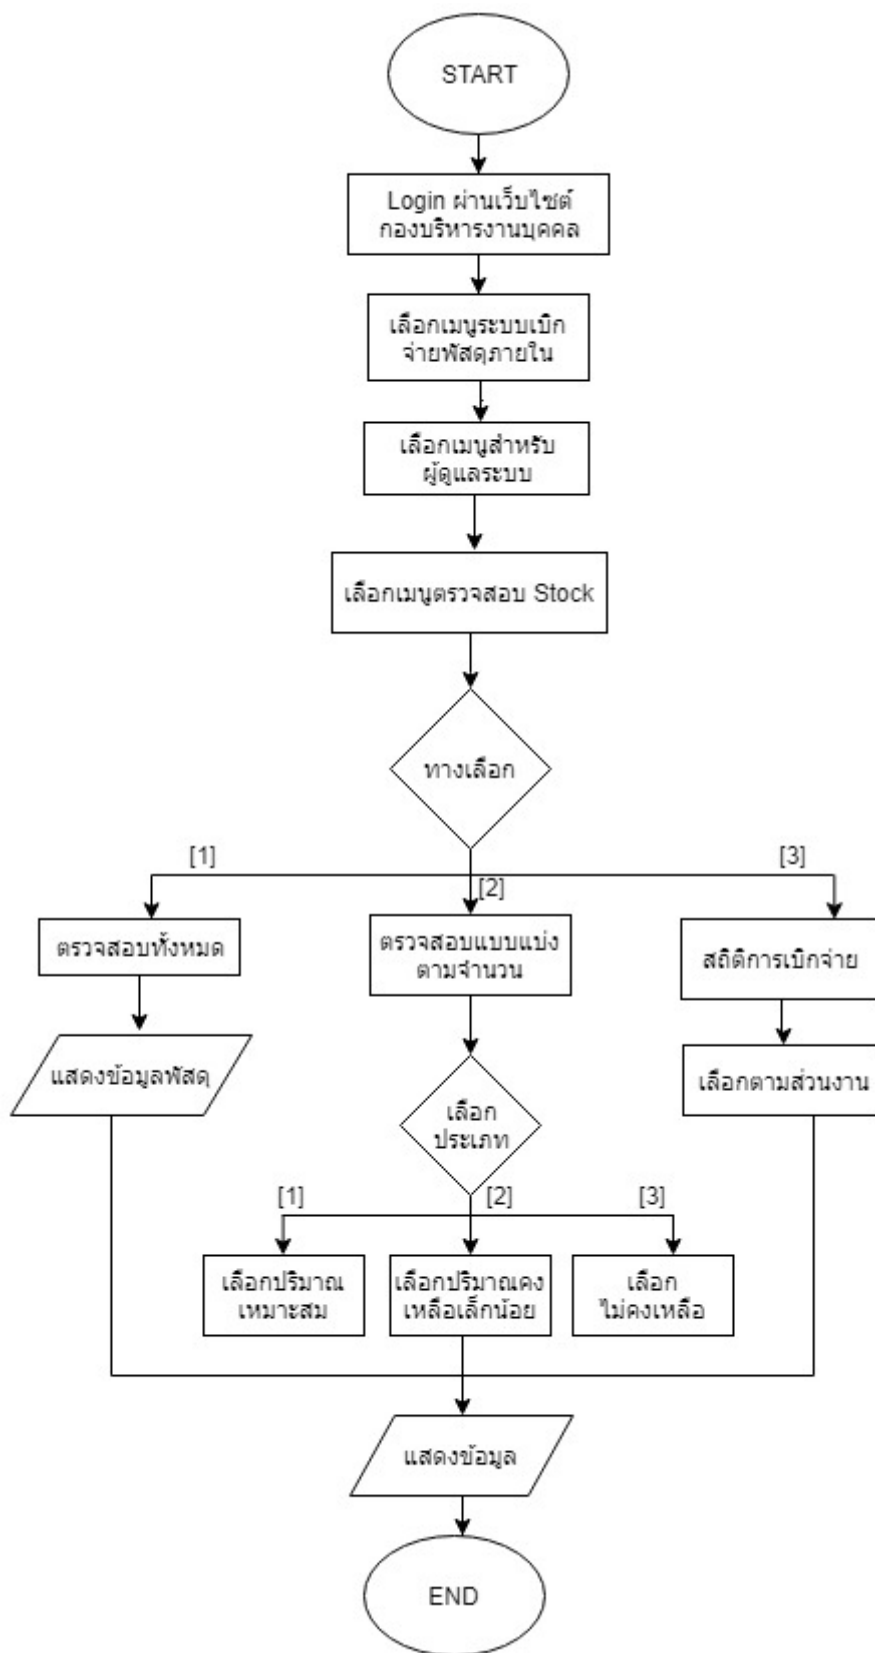 START
Login ผ่านเว็บไซต์
กองบริหารงานบุคคล
เลือกเมนูระบบเบิก
จ่ายพัสดุภายใน
เลือกเมนูสำหรับ
ผู้ดูแลระบบ
เลือกเมนูตรวจสอบ Stock
ทางเลือก
[1]
[2]
[3]
ตรวจสอบทั้งหมด
ตรวจสอบแบบแบ่ง
ตามจำนวน
สถิติการเบิกจ่าย
แสดงข้อมูลพัสดุ
เลือก
ประเภท
เลือกตามส่วนงาน
[1]
[2]
[3]
เลือกปริมาณ
เหมาะสม
เลือกปริมาณคง
เหลือเล็กน้อย
เลือก
ไม่คงเหลือ
แสดงข้อมูล
END